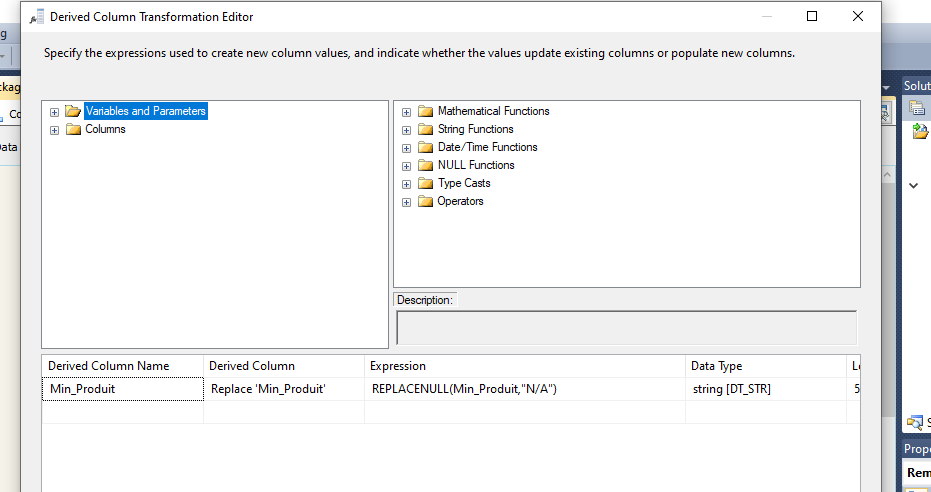 Derived Column Transformation Editor
Specify the expressions used to create new column values, and indicate whether the values update existing columns or populate new columns.
Variables and Parameters
Columns
Mathematical Functions
String Functions
Date/Time Functions
NULL Functions
Type Casts
Operators
Description:
Derived Column Name Derived Column Expression Data Type Le
Min_Produit Replace 'Min_Produit' REPLACENULL(Min_Produit,"N/A") string [DT_STR] 5
g
ckag
Co
ata
Solut
S
Prope
Rem